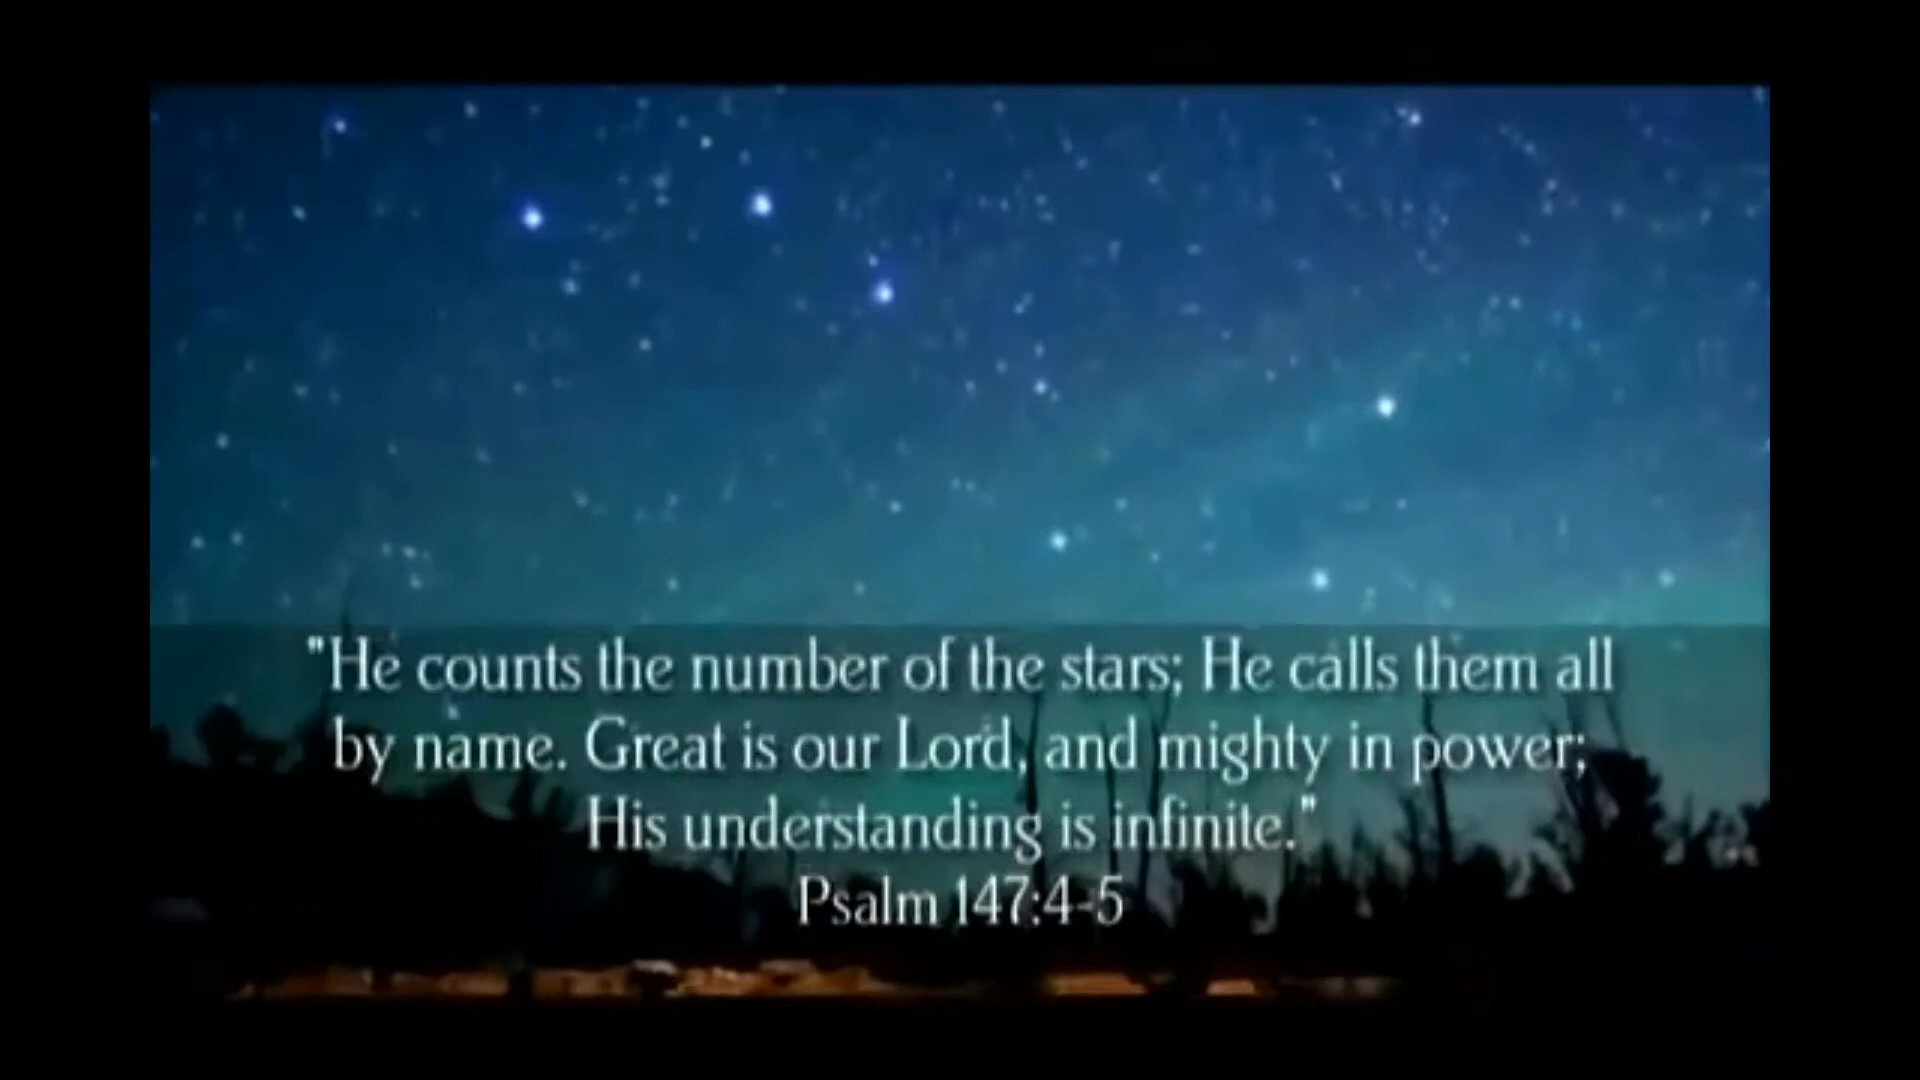 "He counts the number of the stars; He calls them all
by name. Great is our Lord, and mighty in power;
His understanding is infinite."
Psalm 147:4-5